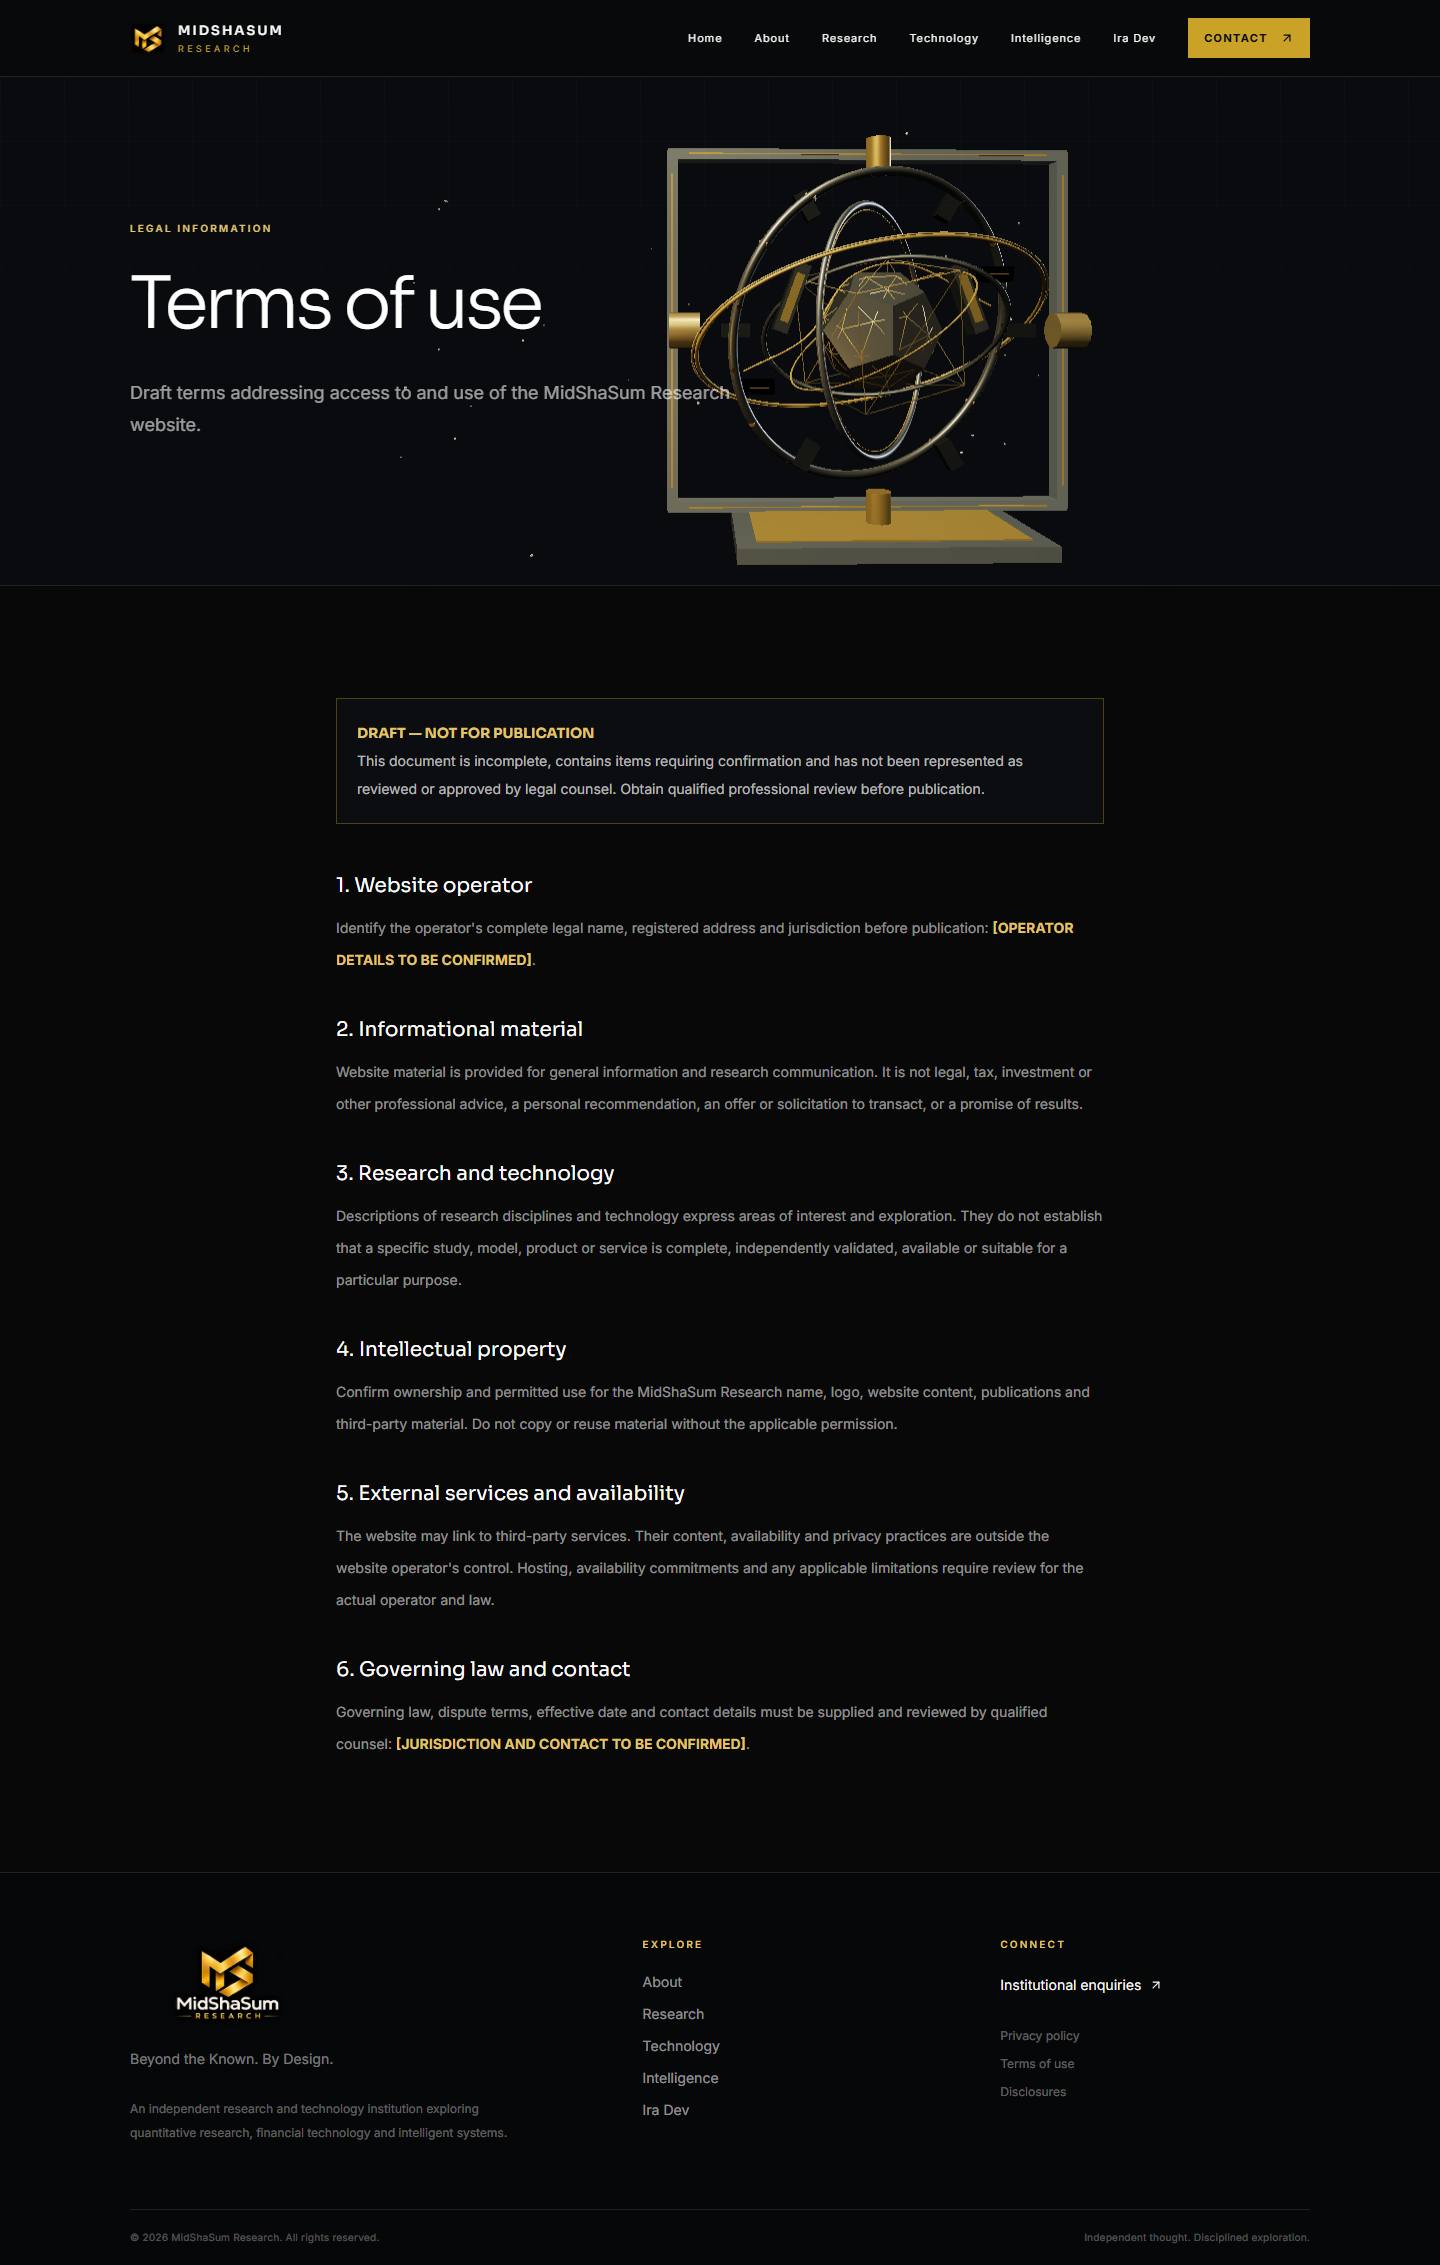 MIDSHASUM
RESEARCH
Home
About
Research
Technology
Intelligence
Ira Dev
CONTACT
LEGAL INFORMATION
Terms of use
Draft terms addressing access to and use of the MidShaSum Research
website.
DRAFT — NOT FOR PUBLICATION
This document is incomplete, contains items requiring confirmation and has not been represented as
reviewed or approved by legal counsel. Obtain qualified professional review before publication.
1. Website operator
Identify the operator's complete legal name, registered address and jurisdiction before publication: [OPERATOR
DETAILS TO BE CONFIRMED].
2. Informational material
Website material is provided for general information and research communication. It is not legal, tax, investment or
other professional advice, a personal recommendation, an offer or solicitation to transact, or a promise of results.
3. Research and technology
Descriptions of research disciplines and technology express areas of interest and exploration. They do not establish
that a specific study, model, product or service is complete, independently validated, available or suitable for a
particular purpose.
4. Intellectual property
Confirm ownership and permitted use for the MidShaSum Research name, logo, website content, publications and
third-party material. Do not copy or reuse material without the applicable permission.
5. External services and availability
The website may link to third-party services. Their content, availability and privacy practices are outside the
website operator's control. Hosting, availability commitments and any applicable limitations require review for the
actual operator and law.
6. Governing law and contact
Governing law, dispute terms, effective date and contact details must be supplied and reviewed by qualified
counsel: [JURISDICTION AND CONTACT TO BE CONFIRMED].
MidShaSum
RESEARCH
Beyond the Known. By Design.
An independent research and technology institution exploring
quantitative research, financial technology and intelligent systems.
EXPLORE
About
Research
Technology
Intelligence
Ira Dev
CONNECT
Institutional enquiries
Privacy policy
Terms of use
Disclosures
© 2026 MidShaSum Research. All rights reserved.
Independent thought. Disciplined exploration.